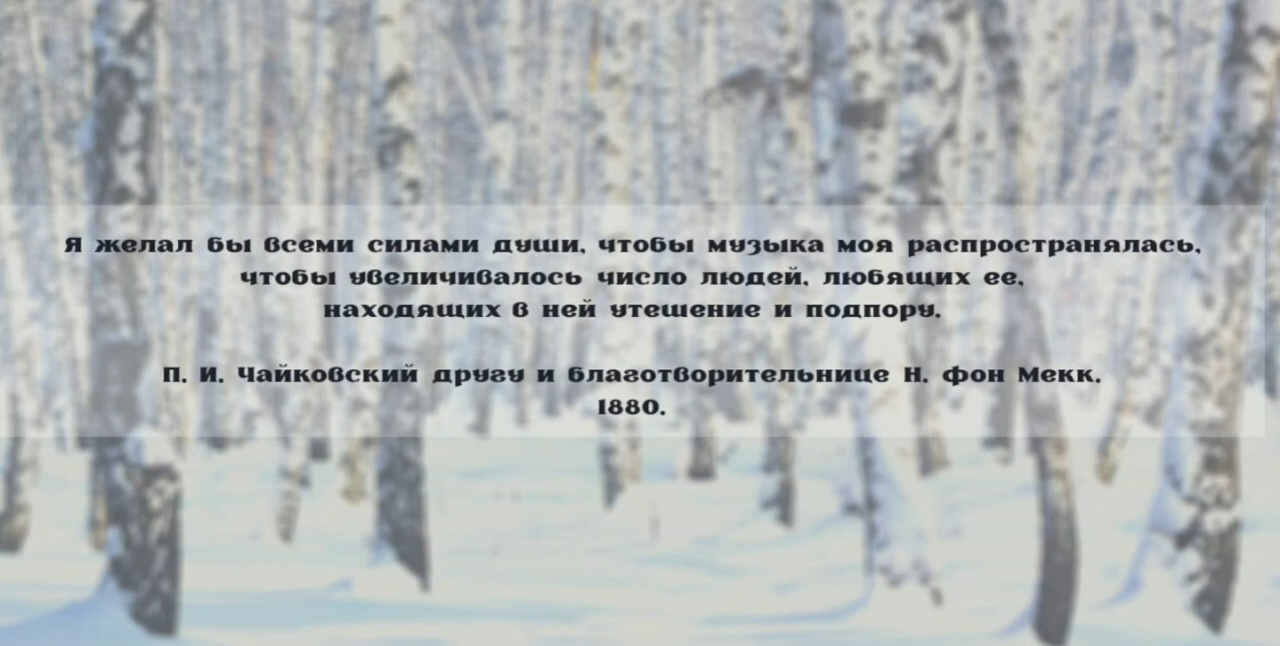 Я желал бы всеми силами души, чтобы музыка моя распространялась,
чтобы увеличивалось число людей, любящих ее,
находящих в ней утешение и подпору.
П. И. Чайковский другу и благотворительнице Н. фон Мекк.
1880.